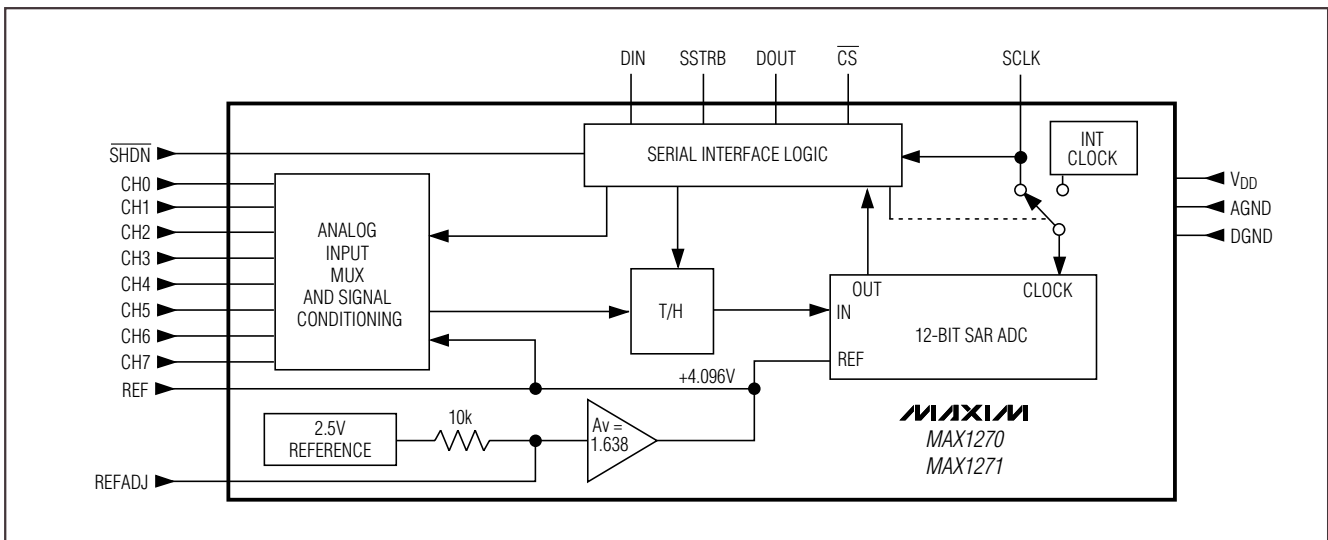 DIN SSTRB DOUT CS SCLK
SHDN
SERIAL INTERFACE LOGIC
INT
CLOCK
CH0
CH1
CH2
CH3
CH4
CH5
CH6
CH7
REF
REFADJ
ANALOG
INPUT
MUX
AND SIGNAL
CONDITIONING
T/H
OUT CLOCK
IN
12-BIT SAR ADC
REF
VDD
AGND
DGND
+4.096V
2.5V
REFERENCE
10k
Av =
1.638
MAXIM
MAX1270
MAX1271